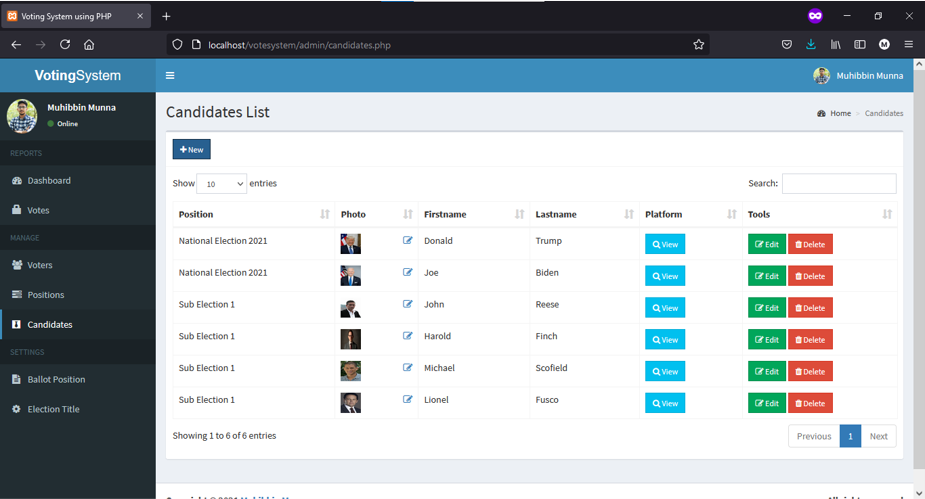 Voting System using PHP
localhost/votesystem/admin/candidates.php
M
VotingSystem
Muhibbin Munna
Muhibbin Munna
Online
Candidates List
Home > Candidates
REPORTS
Dashboard
Votes
MANAGE
Voters
Positions
Candidates
SETTINGS
Ballot Position
Election Title
New
Show 10 entries
Search:
Position Photo Firstname Lastname Platform Tools
National Election 2021 Donald Trump View Edit Delete
National Election 2021 Joe Biden View Edit Delete
Sub Election 1 John Reese View Edit Delete
Sub Election 1 Harold Finch View Edit Delete
Sub Election 1 Michael Scofield View Edit Delete
Sub Election 1 Lionel Fusco View Edit Delete
Showing 1 to 6 of 6 entries
Previous 1 Next